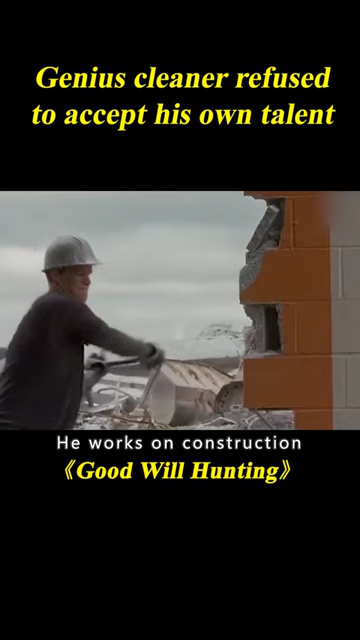 Genius cleaner refused
to accept his own talent
He works on construction
《Good Will Hunting》